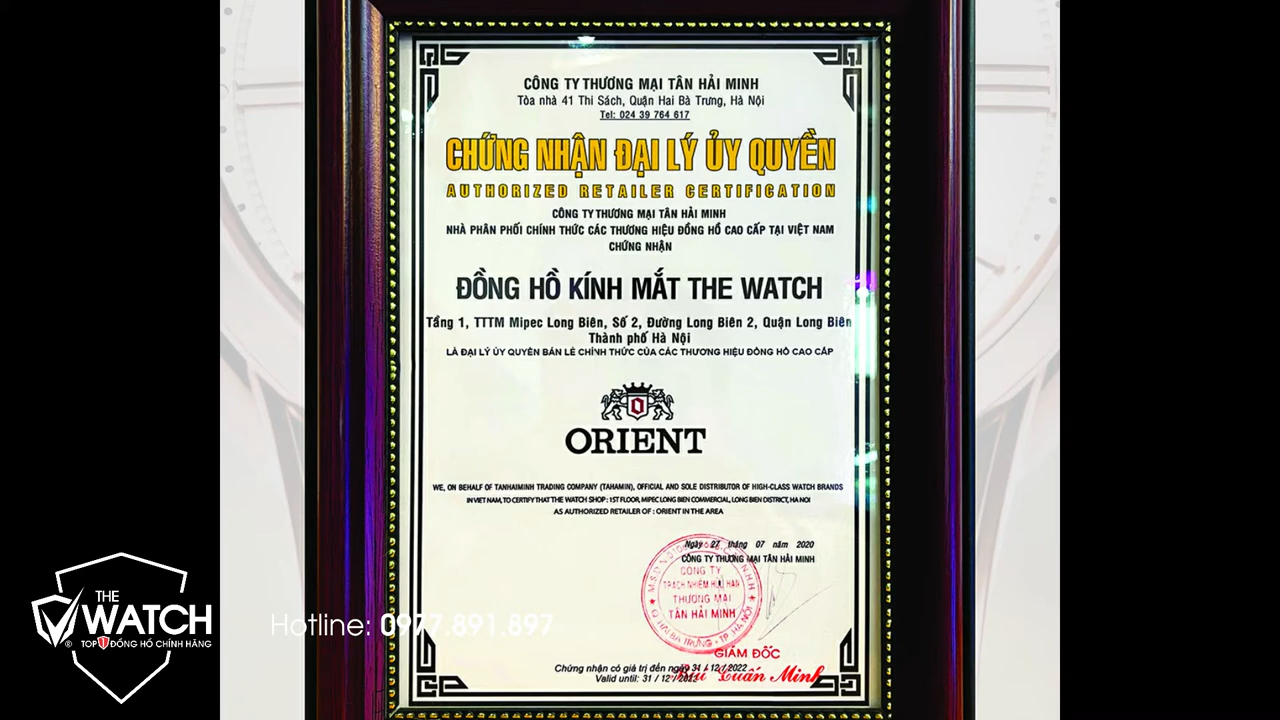 CÔNG TY THƯƠNG MẠI TÂN HẢI MINH
Tòa nhà 41 Thi Sách, Quận Hai Bà Trưng, Hà Nội
Tel: 024 39 764 617
CHỨNG NHẬN ĐẠI LÝ ỦY QUYỀN
AUTHORIZED RETAILER CERTIFICATION
CÔNG TY THƯƠNG MẠI TÂN HẢI MINH
NHÀ PHÂN PHỐI CHÍNH THỨC CÁC THƯƠNG HIỆU ĐỒNG HỒ CAO CẤP TẠI VIỆT NAM
CHỨNG NHẬN
ĐỒNG HỒ KÍNH MẮT THE WATCH
Tầng 1, TTTM Mipec Long Biên, Số 2, Đường Long Biên 2, Quận Long Biên
Thành phố Hà Nội
LÀ ĐẠI LÝ ỦY QUYỀN BÁN LẺ CHÍNH THỨC CỦA CÁC THƯƠNG HIỆU ĐỒNG HỒ CAO CẤP
ORIENT
WE, ON BEHALF OF TANHAIMINH TRADING COMPANY (TAHAMIN), OFFICIAL AND SOLE DISTRIBUTOR OF HIGH-CLASS WATCH BRANDS
IN VIET NAM, TO CERTIFY THAT THE WATCH SHOP : 1ST FLOOR, MIPEC LONG BIEN COMMERCIAL, LONG BIEN DISTRICT, HA NOI
AS AUTHORIZED RETAILER OF : ORIENT IN THE AREA
Ngày 27 tháng 07 năm 2020
CÔNG TY THƯƠNG MẠI TÂN HẢI MINH
CÔNG TY
TRÁCH NHIỆM HỮU HẠN
THƯƠNG MẠI
TÂN HẢI MINH
Q. HAI BÀ TRƯNG - TP. HÀ NỘI
GIÁM ĐỐC
Xuân Minh
Chứng nhận có giá trị đến ngày 31 / 12 / 2022
Valid until: 31 / 12 / 2022
THE
WATCH
®
TOP 1 ĐỒNG HỒ CHÍNH HÃNG
Hotline: 0977.891.897